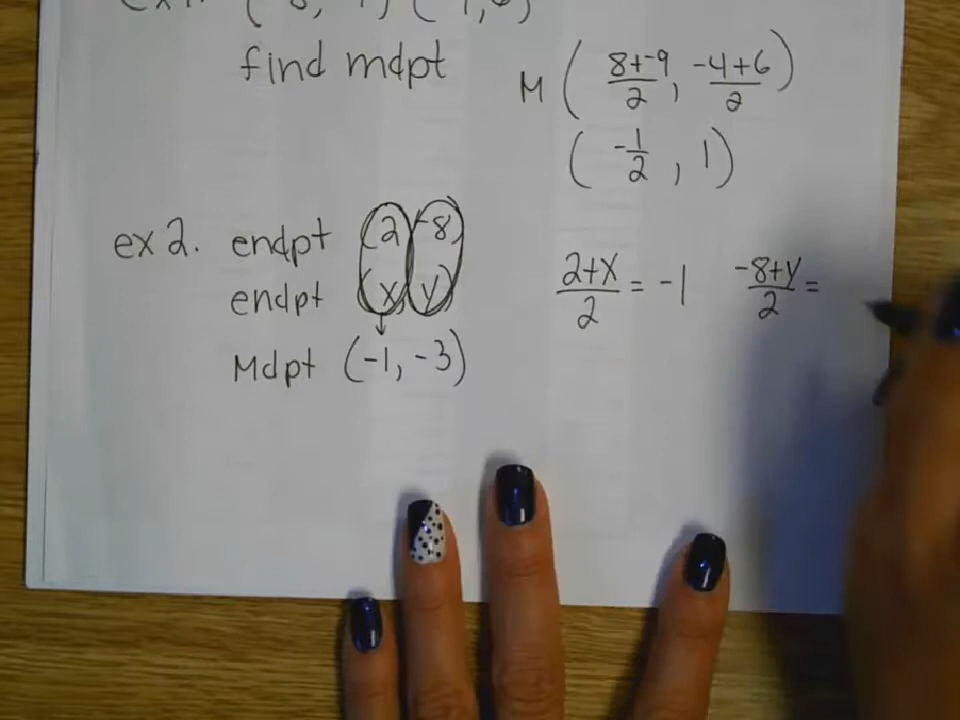 find mdpt
M ( 8+-9/2 , -4+6/2 )
( -1/2 , 1 )
ex 2. endpt (2, -8)
endpt (x, y)
Mdpt (-1, -3)
2+x/2 = -1 -8+y/2 =